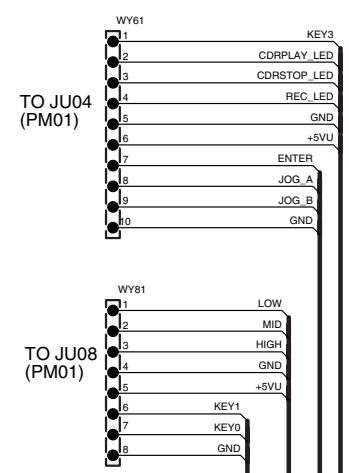 WY61
1 KEY3
2 CDRPLAY_LED
3 CDRSTOP_LED
4 REC_LED
5 GND
6 +5VU
7 ENTER
8 JOG_A
9 JOG_B
10 GND
TO JU04
(PM01)
WY81
1 LOW
2 MID
3 HIGH
4 GND
5 +5VU
6 KEY1
7 KEY0
8 GND
TO JU08
(PM01)